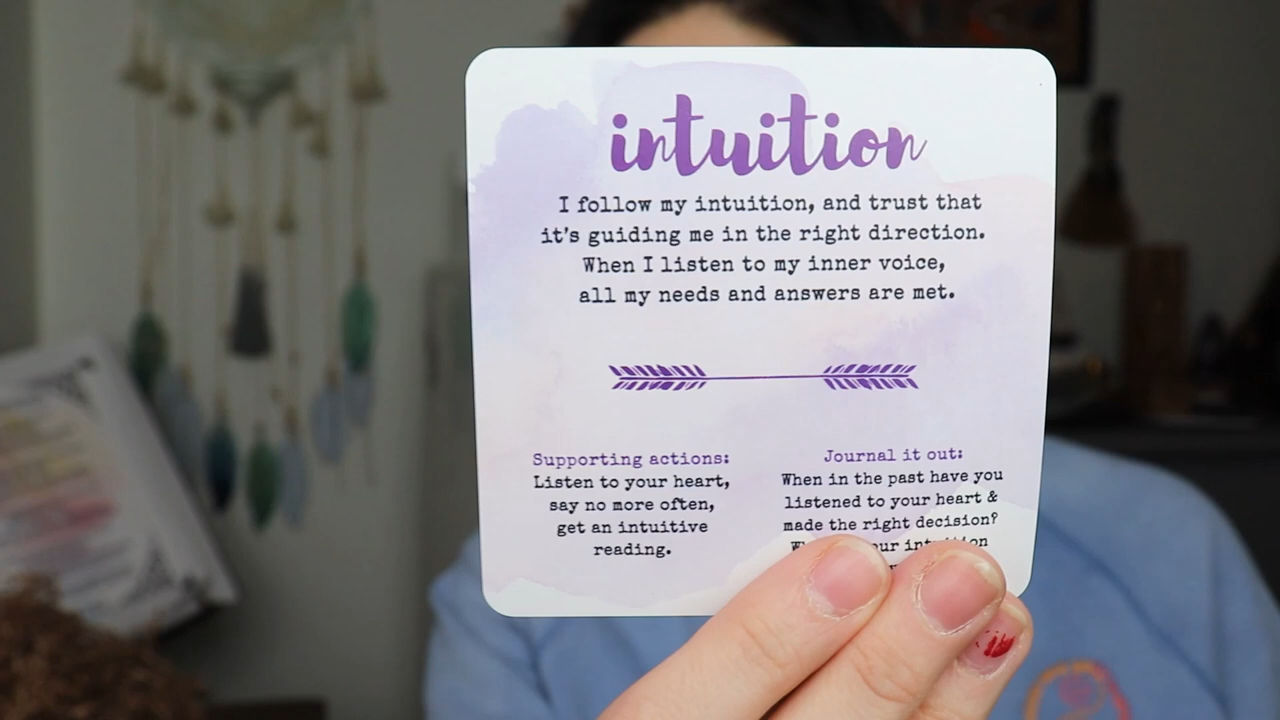 intuition
I follow my intuition, and trust that
it's guiding me in the right direction.
When I listen to my inner voice,
all my needs and answers are met.
Supporting actions:
Listen to your heart,
say no more often,
get an intuitive
reading.
Journal it out:
When in the past have you
listened to your heart &
made the right decision?